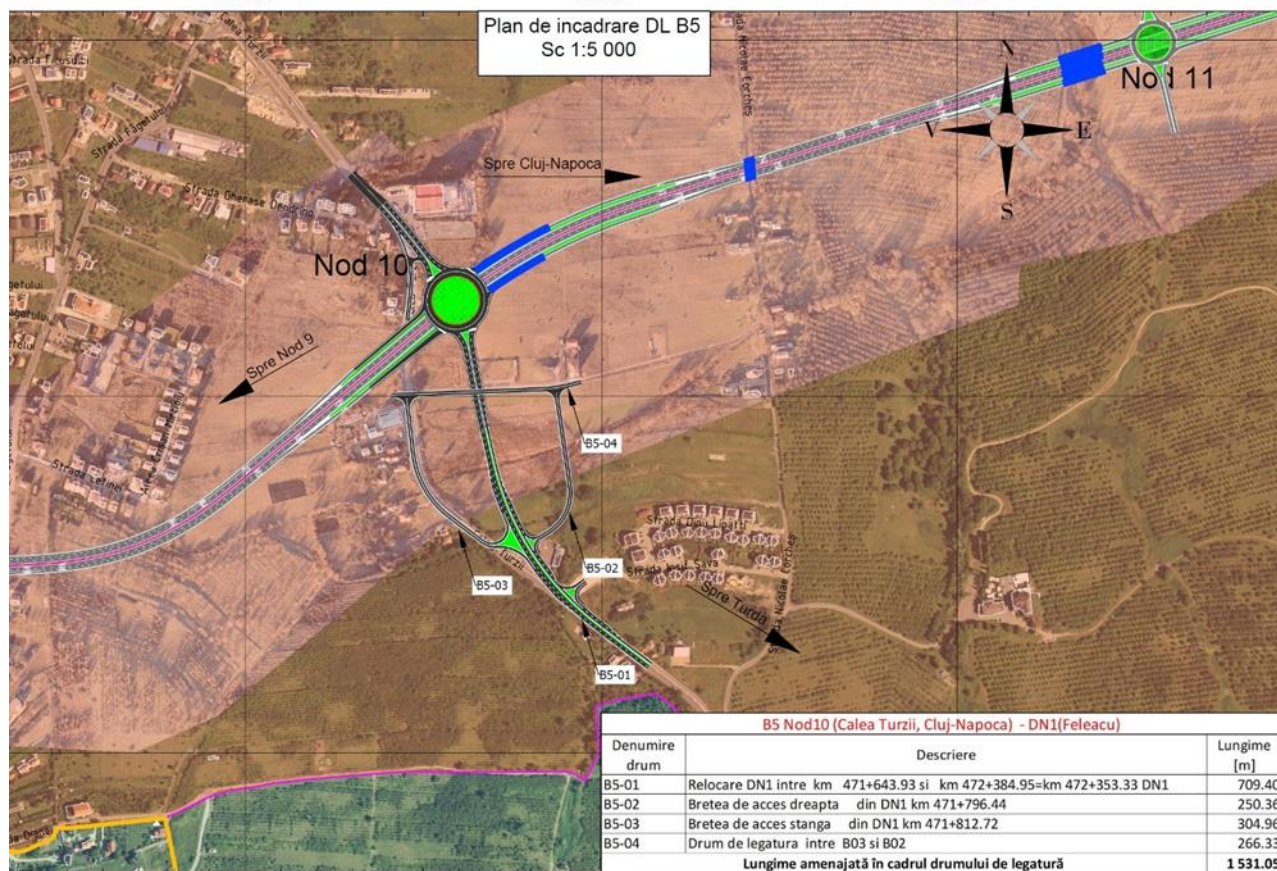 Plan de incadrare DL B5
Sc 1:5 000
Calea Turzii
Strada Fagetului
Nod 11
N
V
E
S
Spre Cluj-Napoca
Nod 10
Spre Nod 9
B5-04
Strada Dinu Lipatti
Strada Iosif Sava
Turzii
B5-02
B5-03
Spre Turda
B5-01
B5 Nod10 (Calea Turzii, Cluj-Napoca) - DN1(Feleacu)
Denumire drum Descriere Lungime [m]
B5-01 Relocare DN1 intre km 471+643.93 si km 472+384.95=km 472+353.33 DN1 709.40
B5-02 Bretea de acces dreapta din DN1 km 471+796.44 250.36
B5-03 Bretea de acces stanga din DN1 km 471+812.72 304.96
B5-04 Drum de legatura intre B03 si B02 266.33
Lungime amenajată în cadrul drumului de legatură 1 531.05